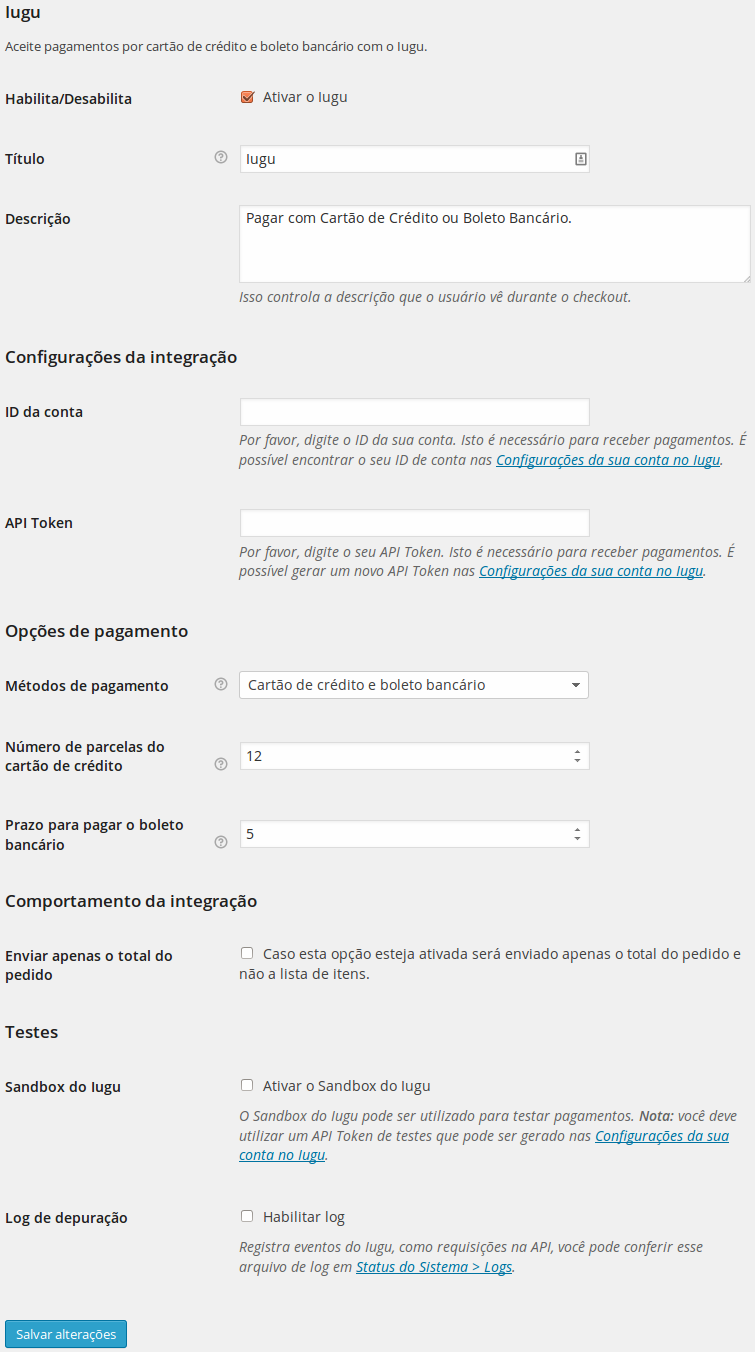 Iugu
Aceite pagamentos por cartão de crédito e boleto bancário com o Iugu.
Habilita/Desabilita
Ativar o Iugu
Título
Iugu
Descrição
Pagar com Cartão de Crédito ou Boleto Bancário.
Isso controla a descrição que o usuário vê durante o checkout.
Configurações da integração
ID da conta
Por favor, digite o ID da sua conta. Isto é necessário para receber pagamentos. É
possível encontrar o seu ID de conta nas Configurações da sua conta no Iugu.
API Token
Por favor, digite o seu API Token. Isto é necessário para receber pagamentos. É
possível gerar um novo API Token nas Configurações da sua conta no Iugu.
Opções de pagamento
Métodos de pagamento
Cartão de crédito e boleto bancário
Número de parcelas do
cartão de crédito
12
Prazo para pagar o boleto
bancário
5
Comportamento da integração
Enviar apenas o total do
pedido
Caso esta opção esteja ativada será enviado apenas o total do pedido e
não a lista de itens.
Testes
Sandbox do Iugu
Ativar o Sandbox do Iugu
O Sandbox do Iugu pode ser utilizado para testar pagamentos. Nota: você deve
utilizar um API Token de testes que pode ser gerado nas Configurações da sua
conta no Iugu.
Log de depuração
Habilitar log
Registra eventos do Iugu, como requisições na API, você pode conferir esse
arquivo de log em Status do Sistema > Logs.
Salvar alterações